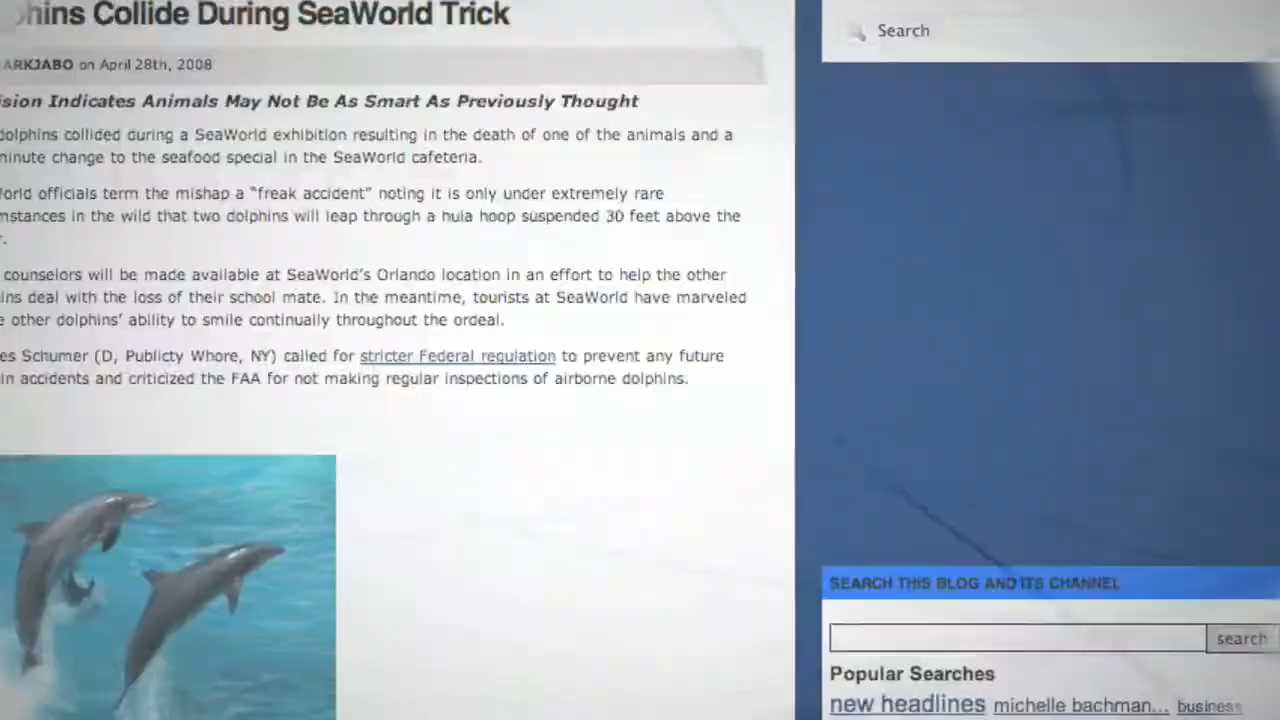 hins Collide During SeaWorld Trick
ARKJABO on April 28th, 2008
ision Indicates Animals May Not Be As Smart As Previously Thought
dolphins collided during a SeaWorld exhibition resulting in the death of one of the animals and a
minute change to the seafood special in the SeaWorld cafeteria.
World officials term the mishap a “freak accident” noting it is only under extremely rare
mstances in the wild that two dolphins will leap through a hula hoop suspended 30 feet above the
r.
counselors will be made available at SeaWorld’s Orlando location in an effort to help the other
ins deal with the loss of their school mate. In the meantime, tourists at SeaWorld have marveled
e other dolphins’ ability to smile continually throughout the ordeal.
es Schumer (D, Publicty Whore, NY) called for stricter Federal regulation to prevent any future
in accidents and criticized the FAA for not making regular inspections of airborne dolphins.
Search
SEARCH THIS BLOG AND ITS CHANNEL
search
Popular Searches
new headlines michelle bachman... business